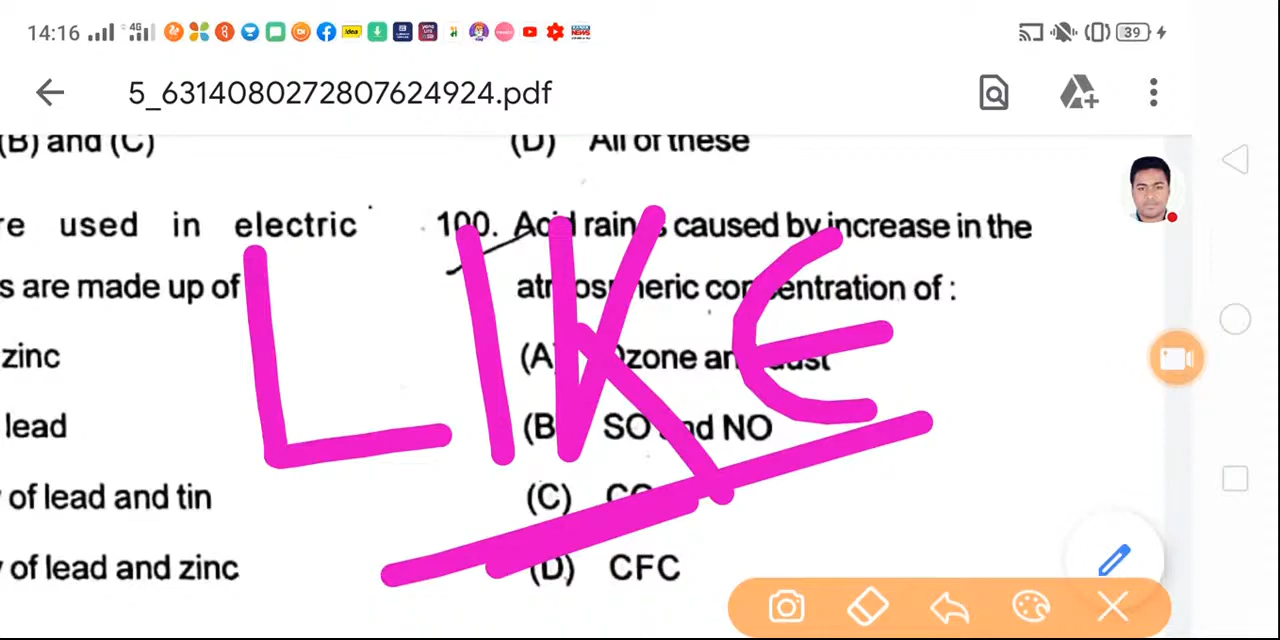 14:16 4G 39
5_6314080272807624924.pdf
(B) and (C)
(D) All of these
re used in electric
s are made up of
zinc
lead
of lead and tin
of lead and zinc
100. Acid rain is caused by increase in the
atmospheric concentration of :
(A) Ozone and dust
(B) SO and NO
(C)
(D) CFC
LIKE